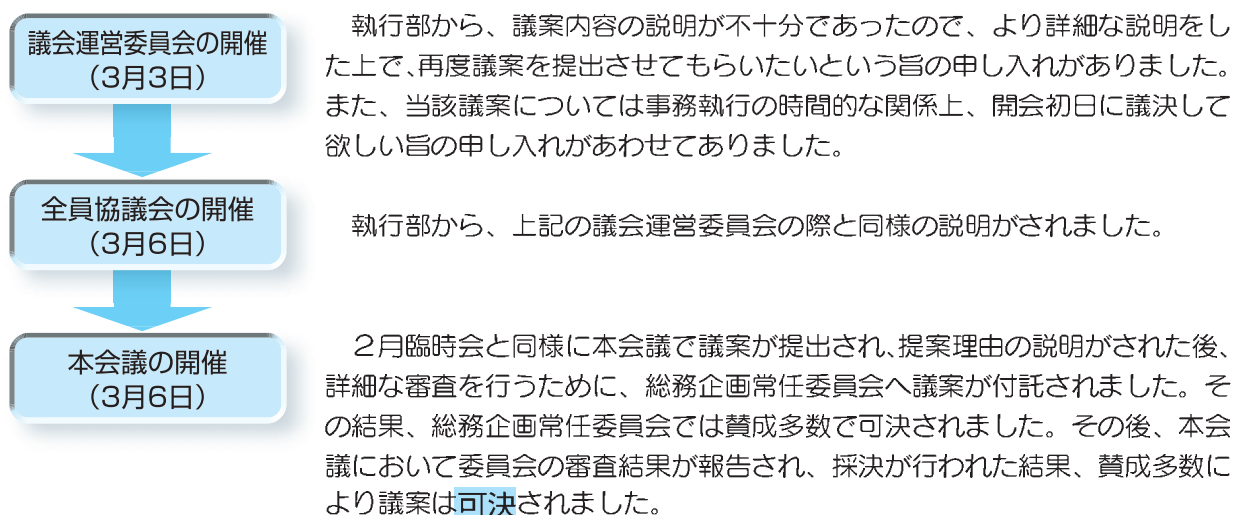 議会運営委員会の開催
(3月3日)
執行部から、議案内容の説明が不十分であったので、より詳細な説明をし
た上で、再度議案を提出させてもらいたいという旨の申し入れがありました。
また、当該議案については事務執行の時間的な関係上、開会初日に議決して
欲しい旨の申し入れがあわせてありました。
全員協議会の開催
(3月6日)
執行部から、上記の議会運営委員会の際と同様の説明がされました。
本会議の開催
(3月6日)
2月臨時会と同様に本会議で議案が提出され、提案理由の説明がされた後、
詳細な審査を行うために、総務企画常任委員会へ議案が付託されました。そ
の結果、総務企画常任委員会では賛成多数で可決されました。その後、本会
議において委員会の審査結果が報告され、採決が行われた結果、賛成多数に
より議案は可決されました。